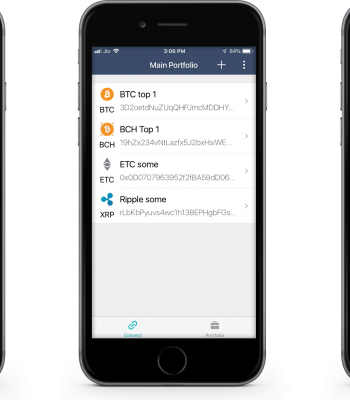 Jio 3:06 PM 84%
Main Portfolio
BTC top 1
BTC 3D2oetdNuZUqQHPJmcMDDHY...
BCH Top 1
BCH 19hZx234vNtLazfx5J2bxHsiWE...
ETC some
ETC 0x0D0707963952f2fBA59dD06...
Ripple some
XRP rLbKbPyuvs4wc1h13BEPHgbFGs...
Connect Portfolio